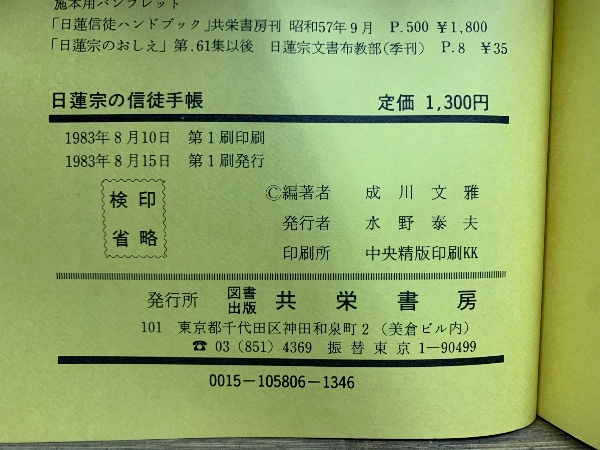 施本用パンフレット
「日蓮信徒ハンドブック」共栄書房刊 昭和57年9月 P.500 ¥1,800
「日蓮宗のおしえ」第.61集以後 日蓮宗文書布教部(季刊) P.8 ¥35
日蓮宗の信徒手帳 定価 1,300円
1983年8月10日 第1刷印刷
1983年8月15日 第1刷発行
検印
省略
©編著者 成川文雅
発行者 水野泰夫
印刷所 中央精版印刷KK
発行所 図書出版 共栄書房
101 東京都千代田区神田和泉町2(美倉ビル内)
☎ 03(851)4369 振替東京1−90499
0015−105806−1346